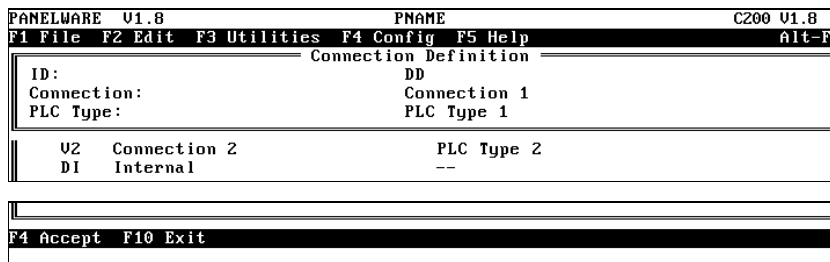 PANELWARE V1.8 PNAME C200 V1.8
F1 File F2 Edit F3 Utilities F4 Config F5 Help Alt-F
Connection Definition
ID: DD
Connection: Connection 1
PLC Type: PLC Type 1
V2 Connection 2 PLC Type 2
DI Internal --
F4 Accept F10 Exit